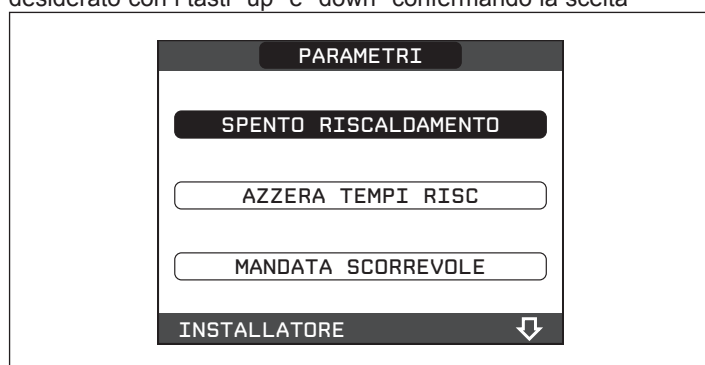 desiderato con i tasti "up" e "down" confermando la scelta
PARAMETRI
SPENTO RISCALDAMENTO
AZZERA TEMPI RISC
MANDATA SCORREVOLE
INSTALLATORE